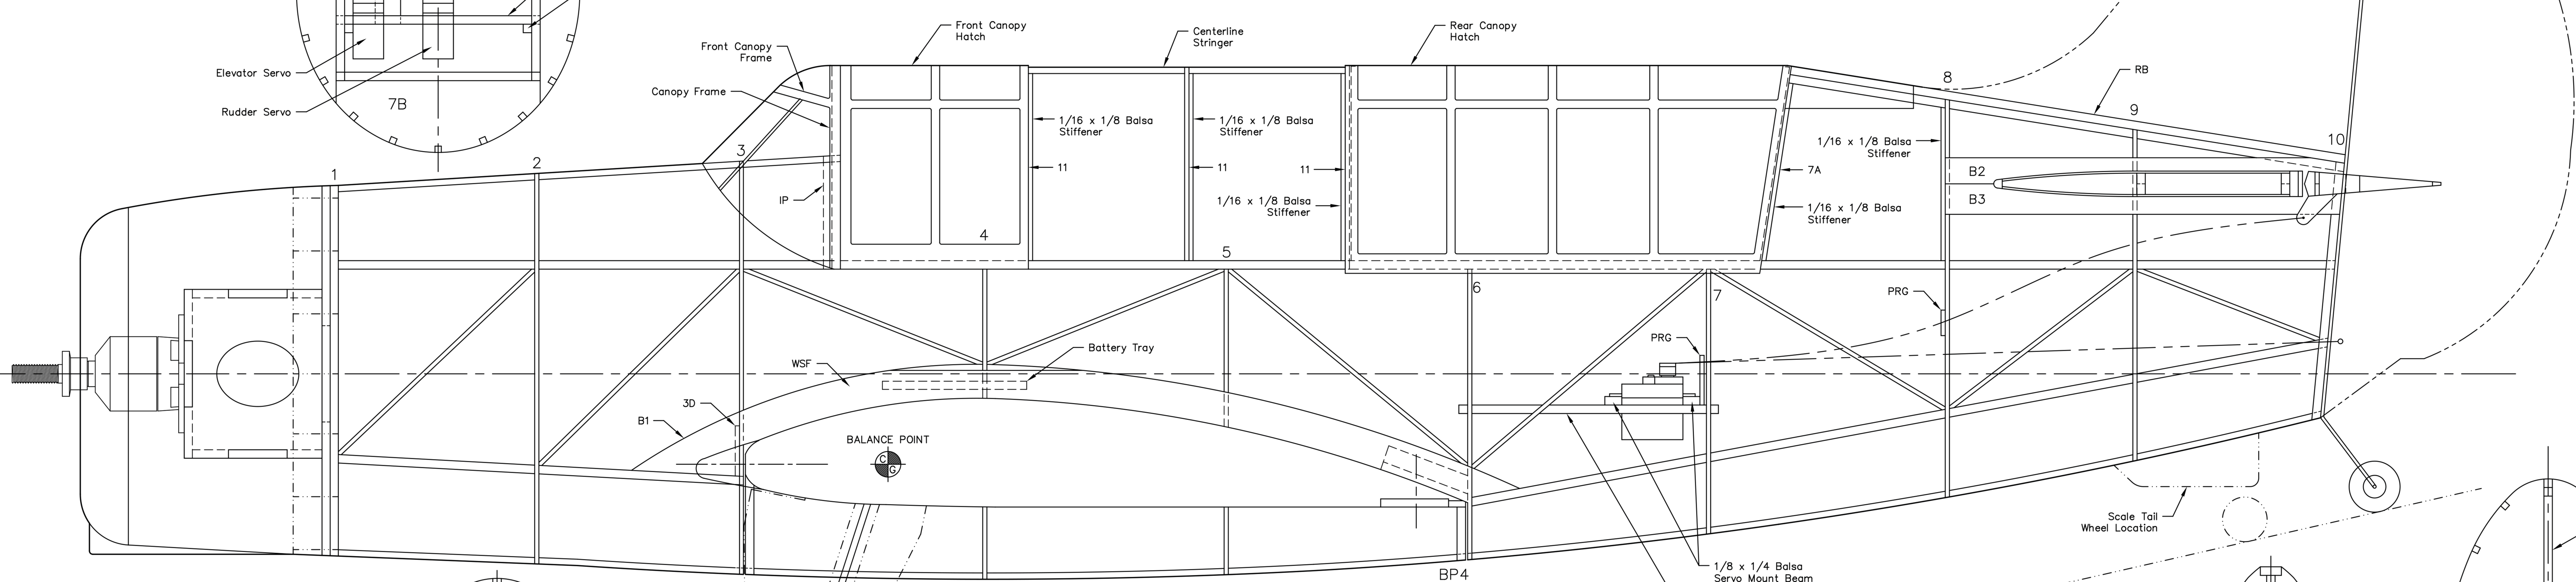 Elevator Servo
Rudder Servo
7B
Front Canopy
Frame
Canopy Frame
Front Canopy
Hatch
Centerline
Stringer
Rear Canopy
Hatch
RB
1
2
3
8
9
10
1/16 x 1/8 Balsa
Stiffener
11
1/16 x 1/8 Balsa
Stiffener
11
11
1/16 x 1/8 Balsa
Stiffener
7A
1/16 x 1/8 Balsa
Stiffener
1/16 x 1/8 Balsa
Stiffener
B2
B3
IP
4
5
6
7
PRG
PRG
WSF
Battery Tray
3D
B1
BALANCE POINT
C
G
Scale Tail
Wheel Location
BP4
1/8 x 1/4 Balsa
Servo Mount Beam